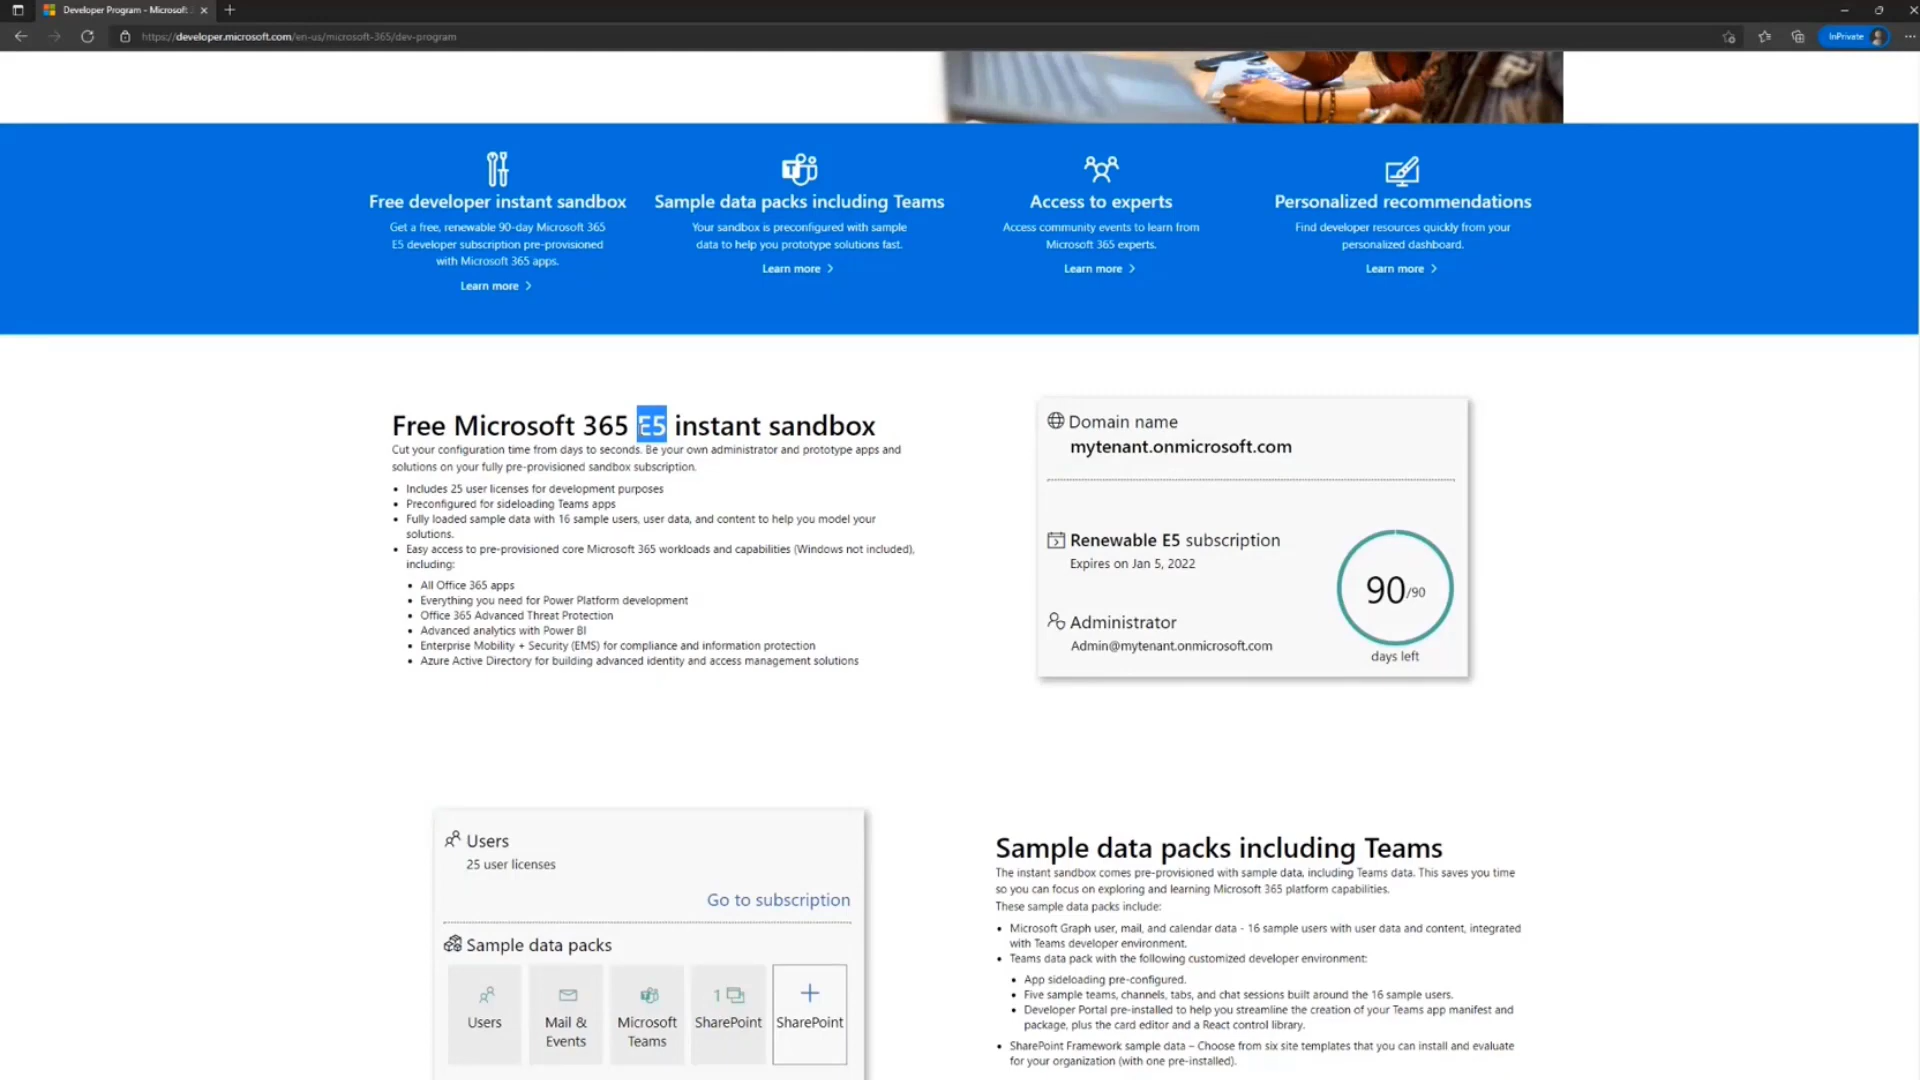 Developer Program - Microsoft
https://developer.microsoft.com/en-us/microsoft-365/dev-program
InPrivate
Free developer instant sandbox
Get a free, renewable 90-day Microsoft 365
E5 developer subscription pre-provisioned
with Microsoft 365 apps.
Learn more
Sample data packs including Teams
Your sandbox is preconfigured with sample
data to help you prototype solutions fast.
Learn more
Access to experts
Access community events to learn from
Microsoft 365 experts.
Learn more
Personalized recommendations
Find developer resources quickly from your
personalized dashboard.
Learn more
Free Microsoft 365 E5 instant sandbox
Cut your configuration time from days to seconds. Be your own administrator and prototype apps and
solutions on your fully pre-provisioned sandbox subscription.
• Includes 25 user licenses for development purposes
• Preconfigured for sideloading Teams apps
• Fully loaded sample data with 16 sample users, user data, and content to help you model your
solutions.
• Easy access to pre-provisioned core Microsoft 365 workloads and capabilities (Windows not included),
including:
• All Office 365 apps
• Everything you need for Power Platform development
• Office 365 Advanced Threat Protection
• Advanced analytics with Power BI
• Enterprise Mobility + Security (EMS) for compliance and information protection
• Azure Active Directory for building advanced identity and access management solutions
Domain name
mytenant.onmicrosoft.com
Renewable E5 subscription
Expires on Jan 5, 2022
90/90
days left
Administrator
Admin@mytenant.onmicrosoft.com
Users
25 user licenses
Go to subscription
Sample data packs
Users
Mail &
Events
Microsoft
Teams
1
SharePoint
SharePoint
Sample data packs including Teams
The instant sandbox comes pre-provisioned with sample data, including Teams data. This saves you time
so you can focus on exploring and learning Microsoft 365 platform capabilities.
These sample data packs include:
• Microsoft Graph user, mail, and calendar data - 16 sample users with user data and content, integrated
with Teams developer environment.
• Teams data pack with the following customized developer environment:
• App sideloading pre-configured.
• Five sample teams, channels, tabs, and chat sessions built around the 16 sample users.
• Developer Portal pre-installed to help you streamline the creation of your Teams app manifest and
package, plus the card editor and a React control library.
• SharePoint Framework sample data – Choose from six site templates that you can install and evaluate
for your organization (with one pre-installed).